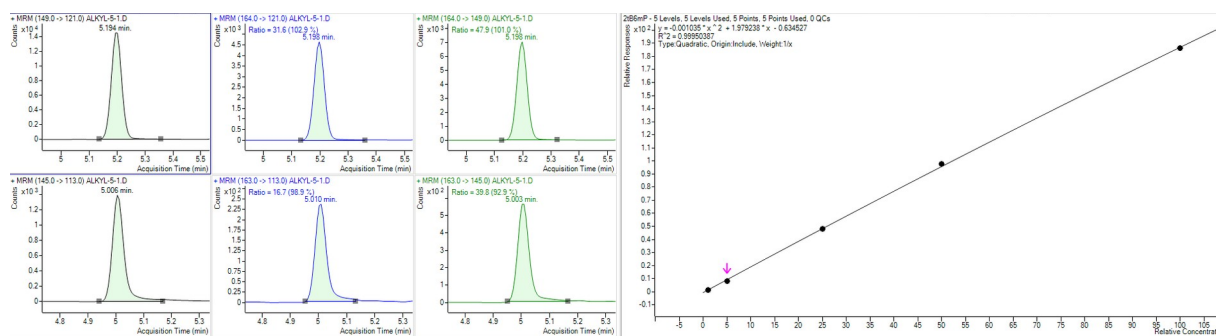 + MRM (149.0 -> 121.0) ALKYL-5-1.D
Counts
x10 3
5.194 min.
1.4
1.2
1
0.8
0.6
0.4
0.2
0
5 5.1 5.2 5.3 5.4 5.5
Acquisition Time (min)
+ MRM (164.0 -> 121.0) ALKYL-5-1.D
Counts
x10 2
Ratio = 31.6 (102.9 %)
5.198 min.
4.5
4
3.5
3
2.5
2
1.5
1
0.5
0
5 5.1 5.2 5.3 5.4 5.5
Acquisition Time (min)
+ MRM (164.0 -> 149.0) ALKYL-5-1.D
Counts
x10 2
Ratio = 47.9 (101.0 %)
5.198 min.
7
6
5
4
3
2
1
0
5 5.1 5.2 5.3 5.4 5.5
Acquisition Time (min)
+ MRM (145.0 -> 113.0) ALKYL-5-1.D
Counts
x10 3
5.006 min.
1.2
1
0.8
0.6
0.4
0.2
0
4.8 4.9 5 5.1 5.2 5.3
Acquisition Time (min)
+ MRM (163.0 -> 113.0) ALKYL-5-1.D
Counts
x10 2
Ratio = 16.7 (98.9 %)
5.010 min.
2.5
2.25
2
1.75
1.5
1.25
1
0.75
0.5
0.25
0
4.8 4.9 5 5.1 5.2 5.3
Acquisition Time (min)
+ MRM (163.0 -> 145.0) ALKYL-5-1.D
Counts
x10 2
Ratio = 39.8 (92.9 %)
5.003 min.
6
4
2
0
4.8 4.9 5 5.1 5.2 5.3
Acquisition Time (min)
2tB6mP - 5 Levels, 5 Levels Used, 5 Points, 5 Points Used, 0 QCs
Relative Responses
x10 2
y = -0.001035 * x ^ 2 + 1.979238 * x - 0.634527
R^2 = 0.99950387
Type:Quadratic, Origin:Include, Weight:1/x
1.9
1.8
1.7
1.6
1.5
1.4
1.3
1.2
1.1
1
0.9
0.8
0.7
0.6
0.5
0.4
0.3
0.2
0.1
0
-0.1
-5 0 5 10 15 20 25 30 35 40 45 50 55 60 65 70 75 80 85 90 95 100 105
Relative Concentra